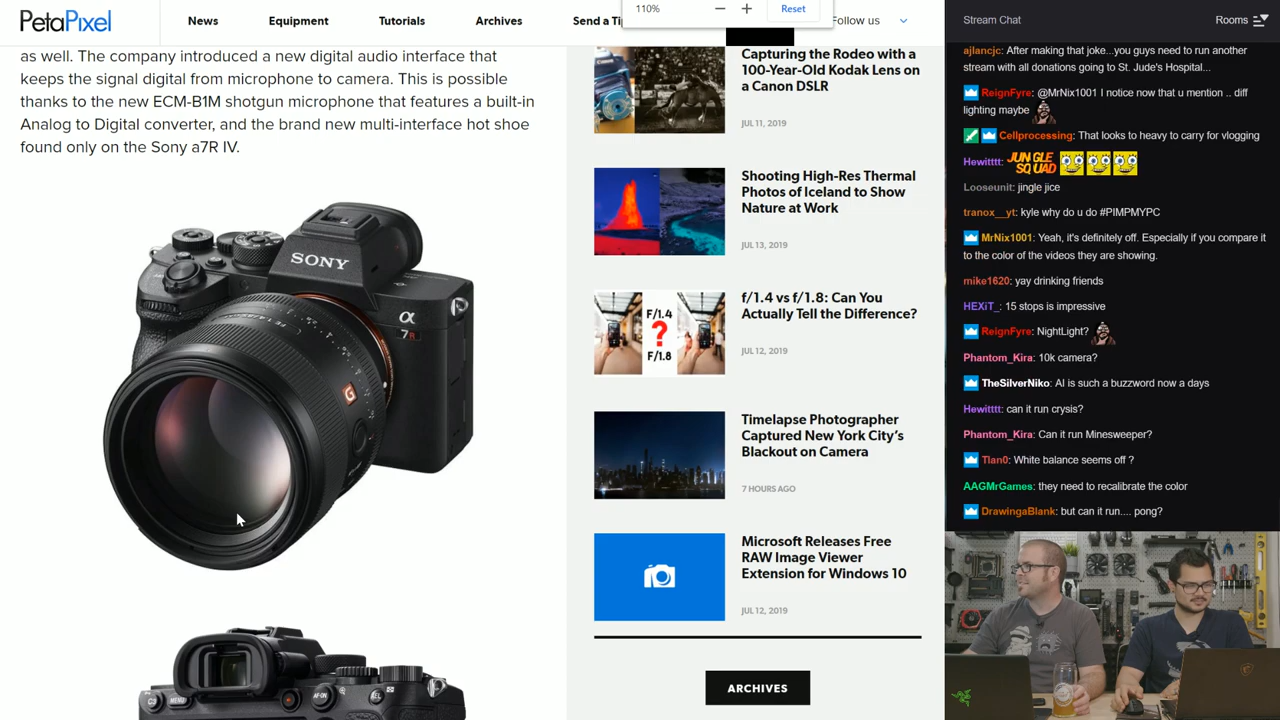 PetaPixel
News
Equipment
Tutorials
Archives
Send a Ti
Follow us
110%
Reset
as well. The company introduced a new digital audio interface that
keeps the signal digital from microphone to camera. This is possible
thanks to the new ECM-B1M shotgun microphone that features a built-in
Analog to Digital converter, and the brand new multi-interface hot shoe
found only on the Sony a7R IV.
SONY
α
7R
G
MENU
AF-ON
Capturing the Rodeo with a
100-Year-Old Kodak Lens on
a Canon DSLR
JUL 11, 2019
Shooting High-Res Thermal
Photos of Iceland to Show
Nature at Work
JUL 13, 2019
F/1.4
?
F/1.8
f/1.4 vs f/1.8: Can You
Actually Tell the Difference?
JUL 12, 2019
Timelapse Photographer
Captured New York City’s
Blackout on Camera
7 HOURS AGO
Microsoft Releases Free
RAW Image Viewer
Extension for Windows 10
JUL 12, 2019
ARCHIVES
Stream Chat
Rooms
ajlancjc: After making that joke...you guys need to run another
stream with all donations going to St. Jude's Hospital...
ReignFyre: @MrNix1001 I notice now that u mention .. diff
lighting maybe
Cellprocessing: That looks to heavy to carry for vlogging
Hewitttt: JUNGLE
SQUAD
Looseunit: jingle jice
tranox__yt: kyle why do u do #PIMPMYPC
MrNix1001: Yeah, it's definitely off. Especially if you compare it
to the color of the videos they are showing.
mike1620: yay drinking friends
HEXiT_: 15 stops is impressive
ReignFyre: NightLight?
Phantom_Kira: 10k camera?
TheSilverNiko: AI is such a buzzword now a days
Hewitttt: can it run crysis?
Phantom_Kira: Can it run Minesweeper?
Tlan0: White balance seems off ?
AAGMrGames: they need to recalibrate the color
DrawingaBlank: but can it run.... pong?